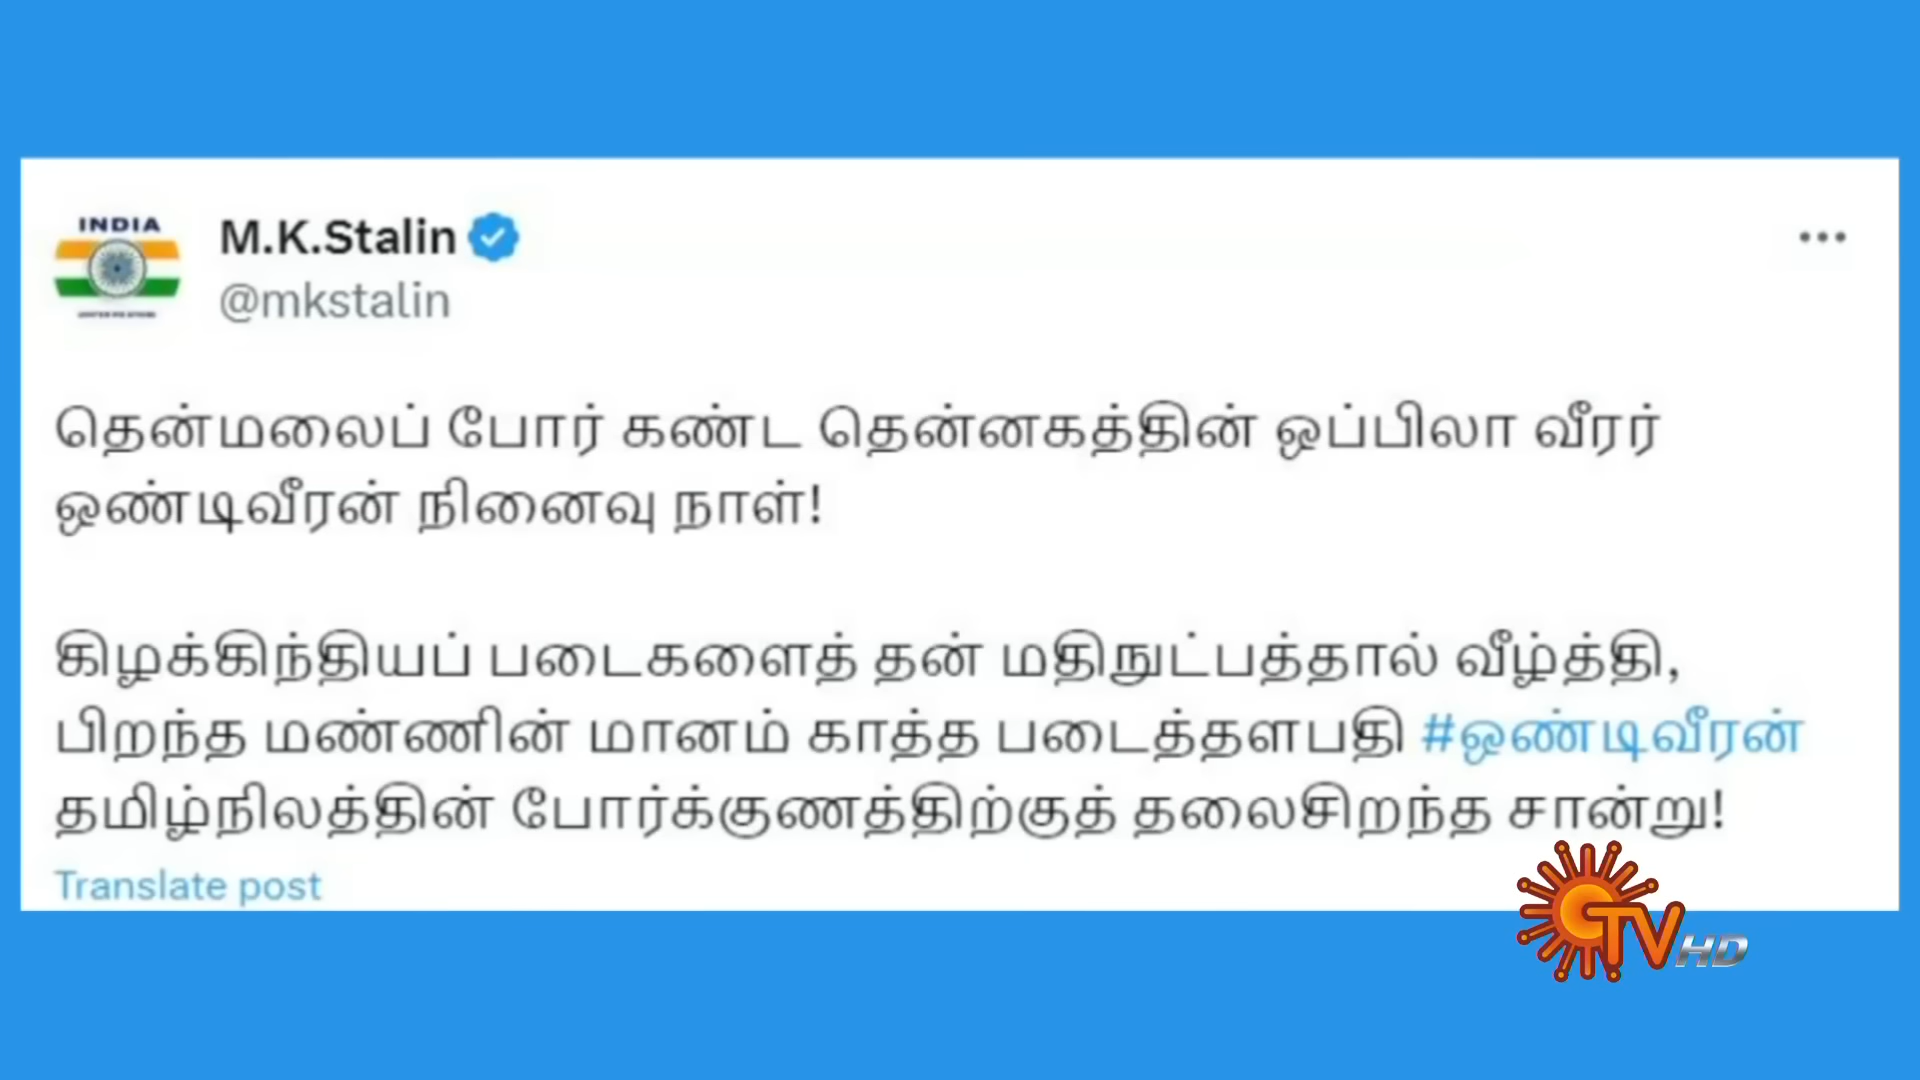 INDIA
M.K.Stalin
@mkstalin
தென்மலைப் போர் கண்ட தென்னகத்தின் ஒப்பிலா வீரர்
ஒண்டிவீரன் நினைவு நாள்!
கிழக்கிந்தியப் படைகளைத் தன் மதிநுட்பத்தால் வீழ்த்தி,
பிறந்த மண்ணின் மானம் காத்த படைத்தளபதி #ஒண்டிவீரன்
தமிழ்நிலத்தின் போர்க்குணத்திற்குத் தலைசிறந்த சான்று!
Translate post
TV HD